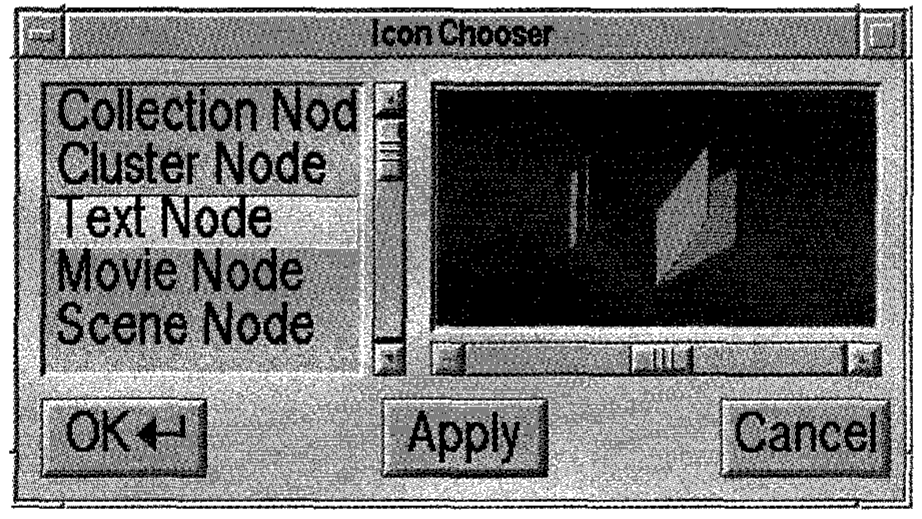 Icon Chooser
Collection Nod
Cluster Node
Text Node
Movie Node
Scene Node
OK
Apply
Cancel